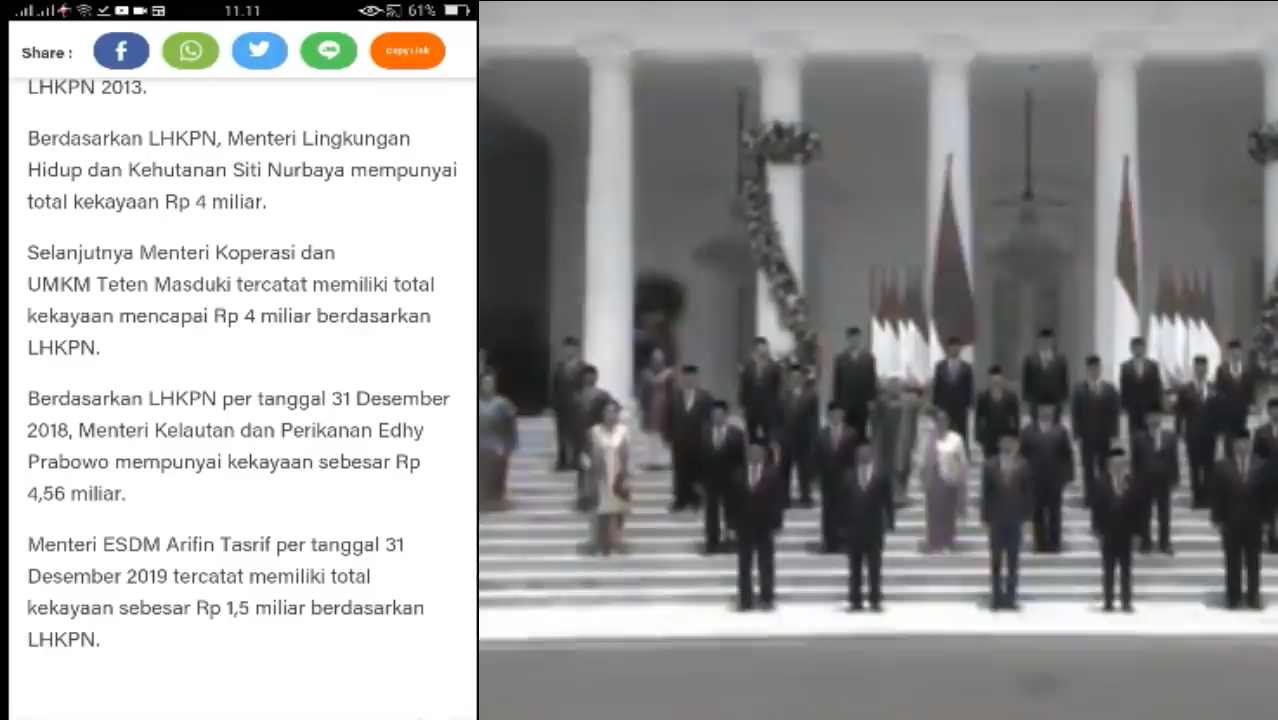 11.11
61%
Share :
Copy Link
LHKPN 2013.
Berdasarkan LHKPN, Menteri Lingkungan
Hidup dan Kehutanan Siti Nurbaya mempunyai
total kekayaan Rp 4 miliar.
Selanjutnya Menteri Koperasi dan
UMKM Teten Masduki tercatat memiliki total
kekayaan mencapai Rp 4 miliar berdasarkan
LHKPN.
Berdasarkan LHKPN per tanggal 31 Desember
2018, Menteri Kelautan dan Perikanan Edhy
Prabowo mempunyai kekayaan sebesar Rp
4,56 miliar.
Menteri ESDM Arifin Tasrif per tanggal 31
Desember 2019 tercatat memiliki total
kekayaan sebesar Rp 1,5 miliar berdasarkan
LHKPN.